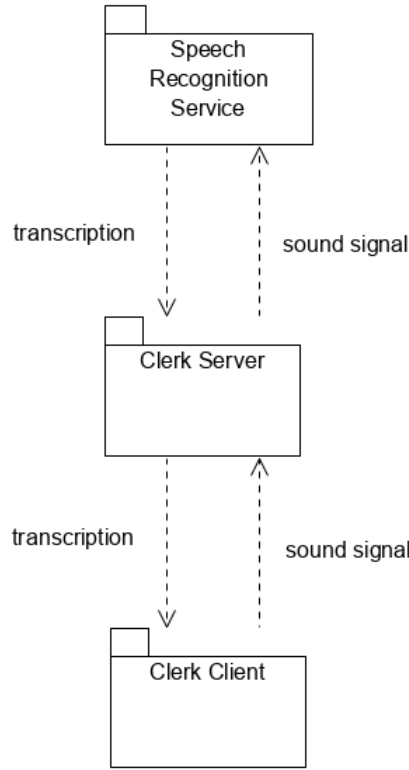 Speech
Recognition
Service
transcription
sound signal
Clerk Server
transcription
sound signal
Clerk Client